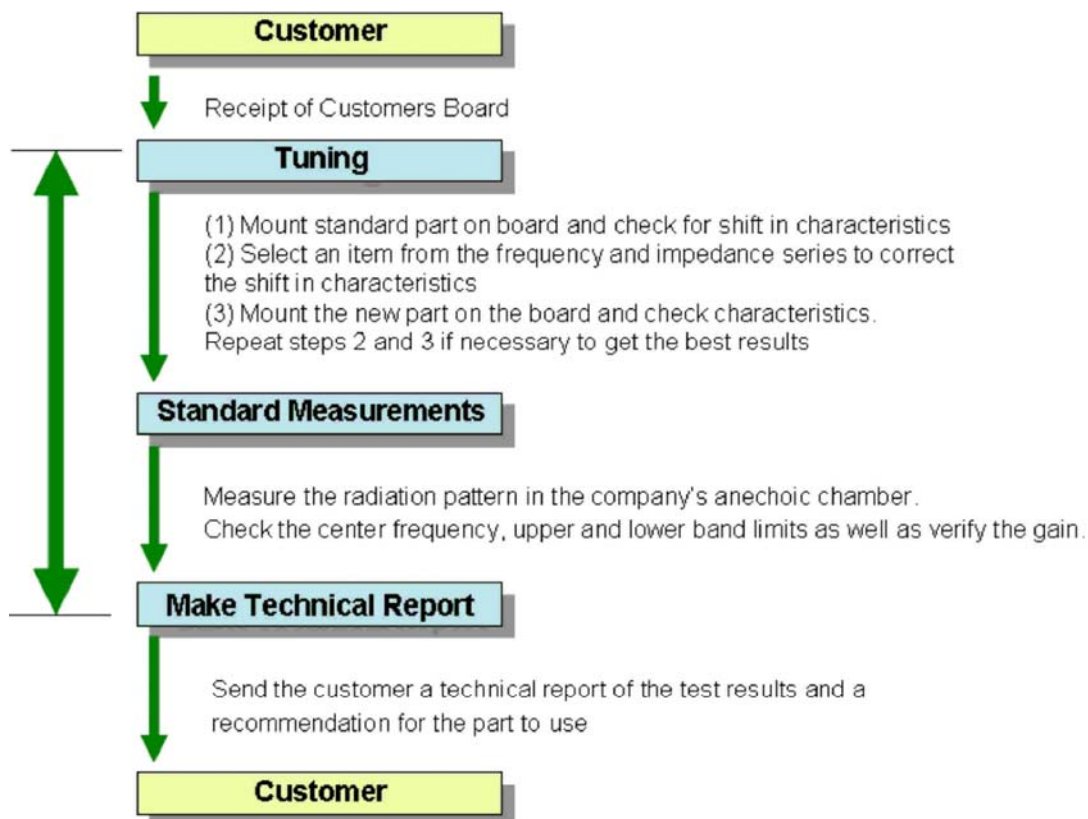 Customer
Receipt of Customers Board
Tuning
(1) Mount standard part on board and check for shift in characteristics
(2) Select an item from the frequency and impedance series to correct
the shift in characteristics
(3) Mount the new part on the board and check characteristics.
Repeat steps 2 and 3 if necessary to get the best results
Standard Measurements
Measure the radiation pattern in the company's anechoic chamber.
Check the center frequency, upper and lower band limits as well as verify the gain.
Make Technical Report
Send the customer a technical report of the test results and a
recommendation for the part to use
Customer